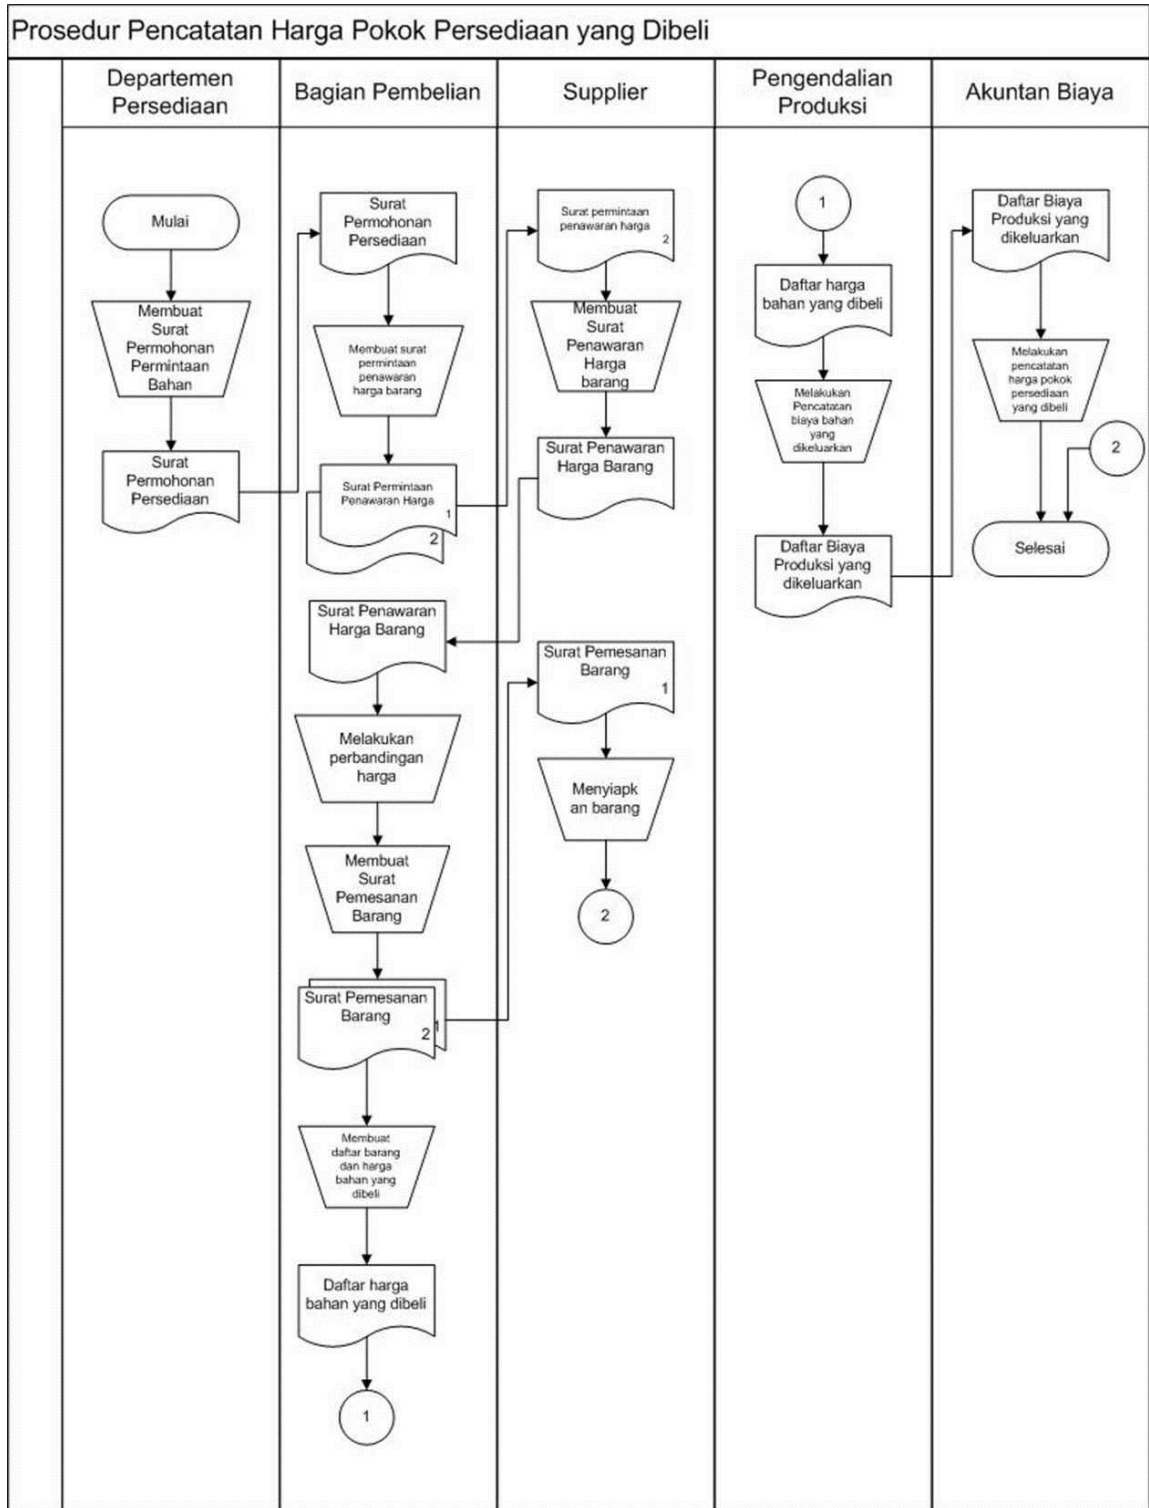 Prosedur Pencatatan Harga Pokok Persediaan yang Dibeli
Departemen
Persediaan
Bagian Pembelian
Supplier
Pengendalian
Produksi
Akuntan Biaya
Mulai
Membuat
Surat
Permohonan
Permintaan
Bahan
Surat
Permohonan
Persediaan
Surat
Permohonan
Persediaan
Membuat surat
permintaan
penawaran
harga barang
Surat Permintaan
Penawaran Harga
1
2
Surat Penawaran
Harga Barang
Melakukan
perbandingan
harga
Membuat
Surat
Pemesanan
Barang
Surat Pemesanan
Barang
2
1
Membuat
daftar barang
dan harga
bahan yang
dibeli
Daftar harga
bahan yang dibeli
1
Surat permintaan
penawaran harga
2
Membuat
Surat
Penawaran
Harga
barang
Surat Penawaran
Harga Barang
Surat Pemesanan
Barang
1
Menyiapk
an barang
2
1
Daftar harga
bahan yang dibeli
Melakukan
Pencatatan
biaya bahan
yang
dikeluarkan
Daftar Biaya
Produksi yang
dikeluarkan
Daftar Biaya
Produksi yang
dikeluarkan
Melakukan
pencatatan
harga pokok
persediaan
yang dibeli
2
Selesai